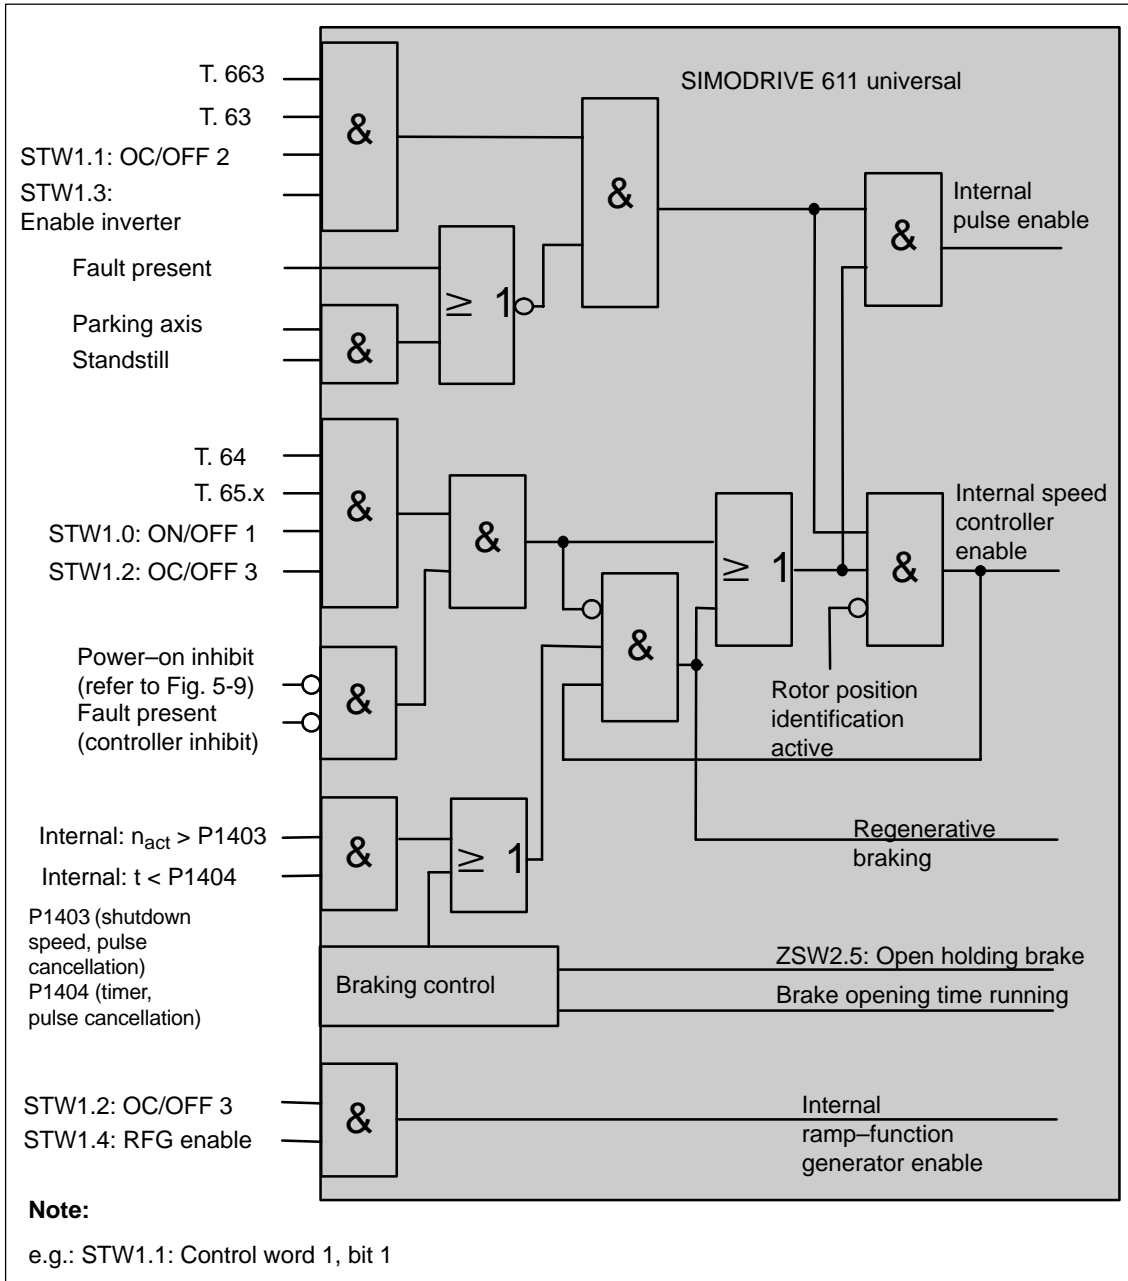 SIMODRIVE 611 universal
T. 663
T. 63
STW1.1: OC/OFF 2
STW1.3:
Enable inverter
&
&
&
Internal
pulse enable
Fault present
≥ 1
Parking axis
Standstill
&
T. 64
T. 65.x
STW1.0: ON/OFF 1
STW1.2: OC/OFF 3
&
&
≥ 1
&
&
Internal speed
controller
enable
Power–on inhibit
(refer to Fig. 5-9)
Fault present
(controller inhibit)
&
Rotor position
identification
active
Internal: nact > P1403
Internal: t < P1404
&
≥ 1
Regenerative
braking
P1403 (shutdown
speed, pulse
cancellation)
P1404 (timer,
pulse cancellation)
Braking control
ZSW2.5: Open holding brake
Brake opening time running
STW1.2: OC/OFF 3
STW1.4: RFG enable
&
Internal
ramp–function
generator enable
Note:
e.g.: STW1.1: Control word 1, bit 1